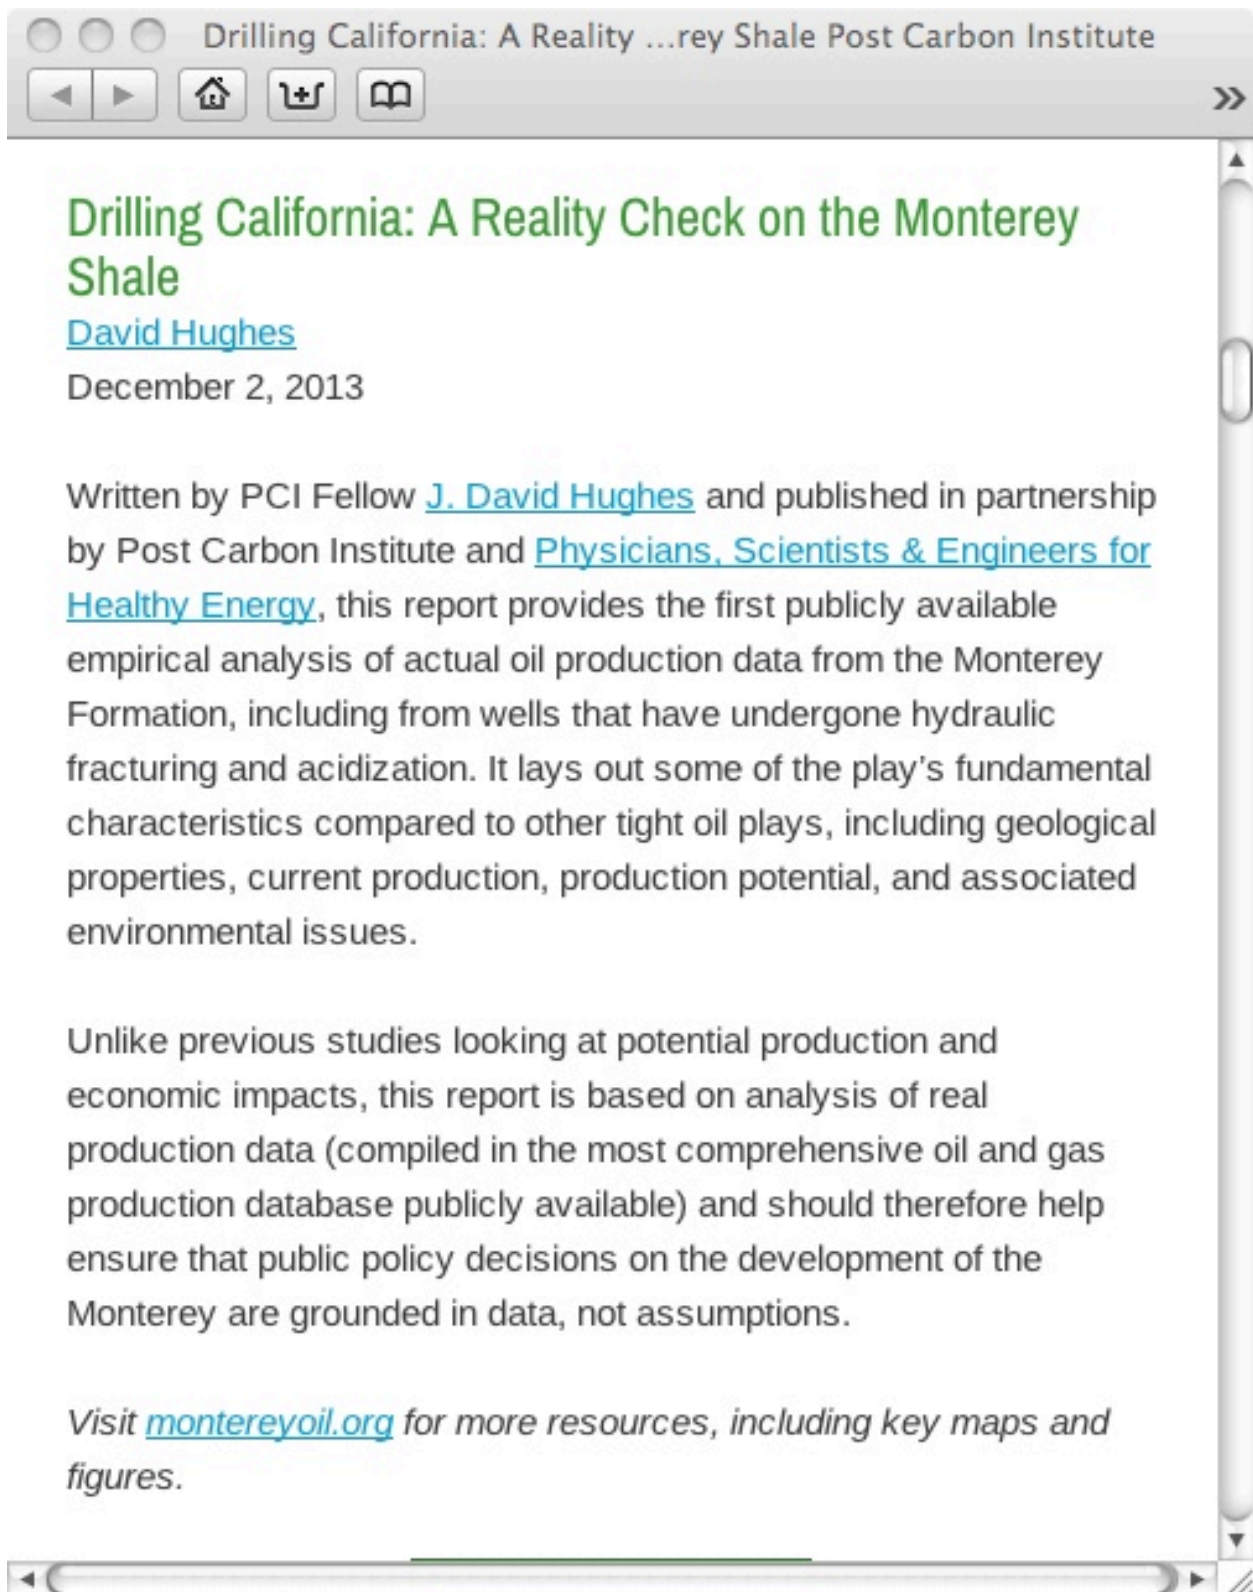 Drilling California: A Reality ...rey Shale Post Carbon Institute
Drilling California: A Reality Check on the Monterey
Shale
David Hughes
December 2, 2013
Written by PCI Fellow J. David Hughes and published in partnership
by Post Carbon Institute and Physicians, Scientists & Engineers for
Healthy Energy, this report provides the first publicly available
empirical analysis of actual oil production data from the Monterey
Formation, including from wells that have undergone hydraulic
fracturing and acidization. It lays out some of the play’s fundamental
characteristics compared to other tight oil plays, including geological
properties, current production, production potential, and associated
environmental issues.
Unlike previous studies looking at potential production and
economic impacts, this report is based on analysis of real
production data (compiled in the most comprehensive oil and gas
production database publicly available) and should therefore help
ensure that public policy decisions on the development of the
Monterey are grounded in data, not assumptions.
Visit montereyoil.org for more resources, including key maps and
figures.